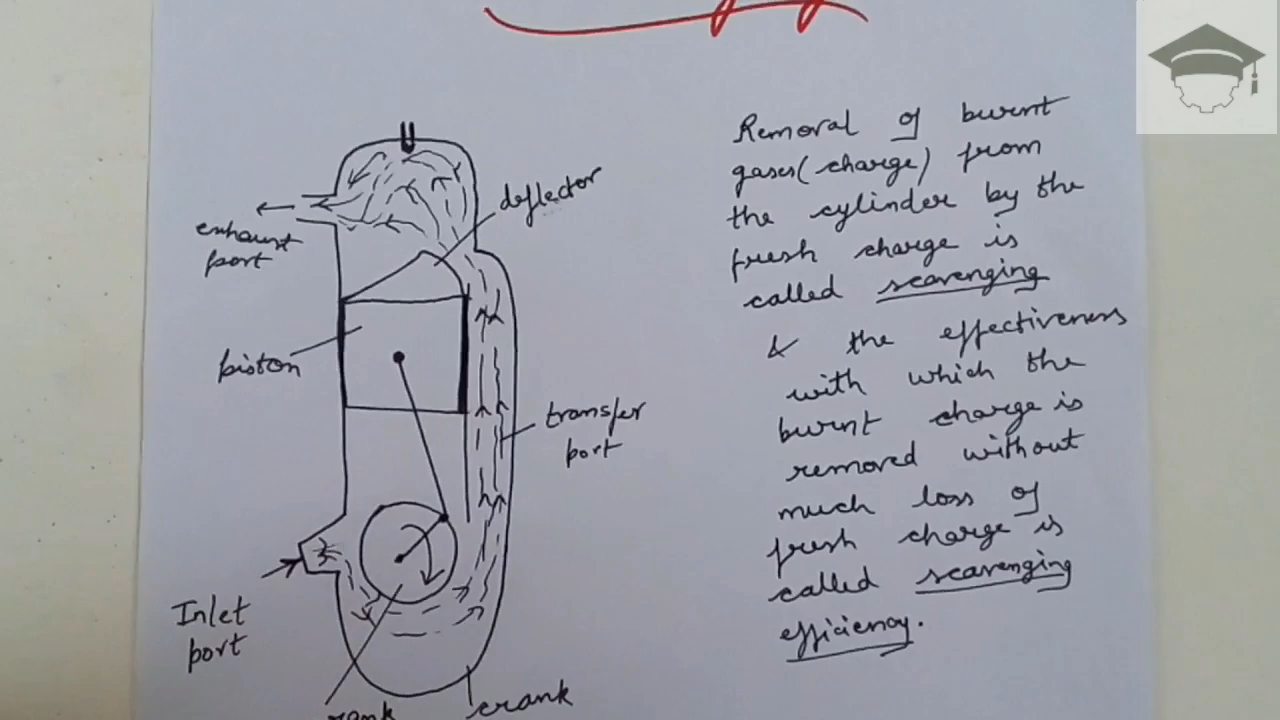 Removal of burnt
gases(charge) from
the cylinder by the
fresh charge is
called scavenging
& the effectiveness
with which the
burnt charge is
removed without
much loss of
fresh charge is
called scavenging
efficiency.
deflector
exhaust
port
piston
transfer
port
Inlet
port
crank